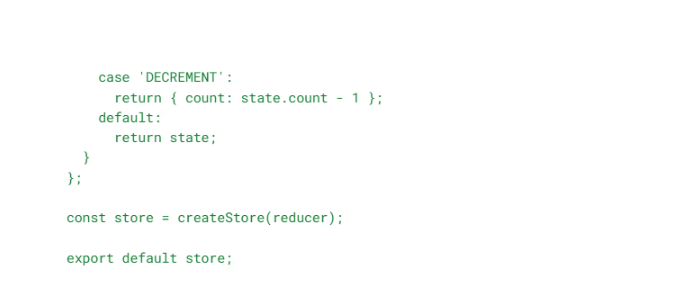 case 'DECREMENT':
      return { count: state.count - 1 };
    default:
      return state;
  }
};

const store = createStore(reducer);

export default store;